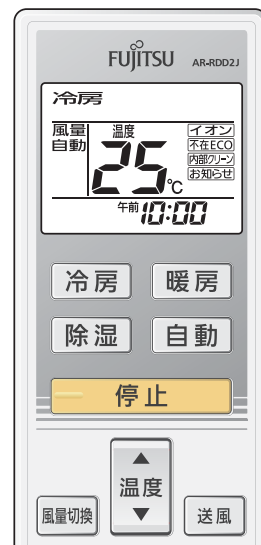 FUJITSU AR-RDD2J
冷房
風量 温度 イオン
自動 25℃ 不在ECO
内部クリーン
お知らせ
午前10:00
冷房 暖房
除湿 自動
停止
温度
風量切換 送風